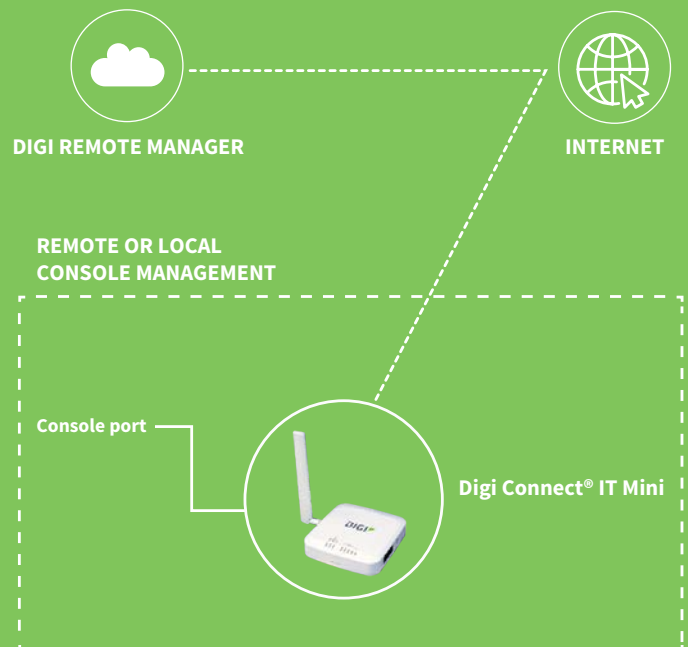 DIGI REMOTE MANAGER
INTERNET
REMOTE OR LOCAL
CONSOLE MANAGEMENT
Console port
Digi Connect® IT Mini
DIGI